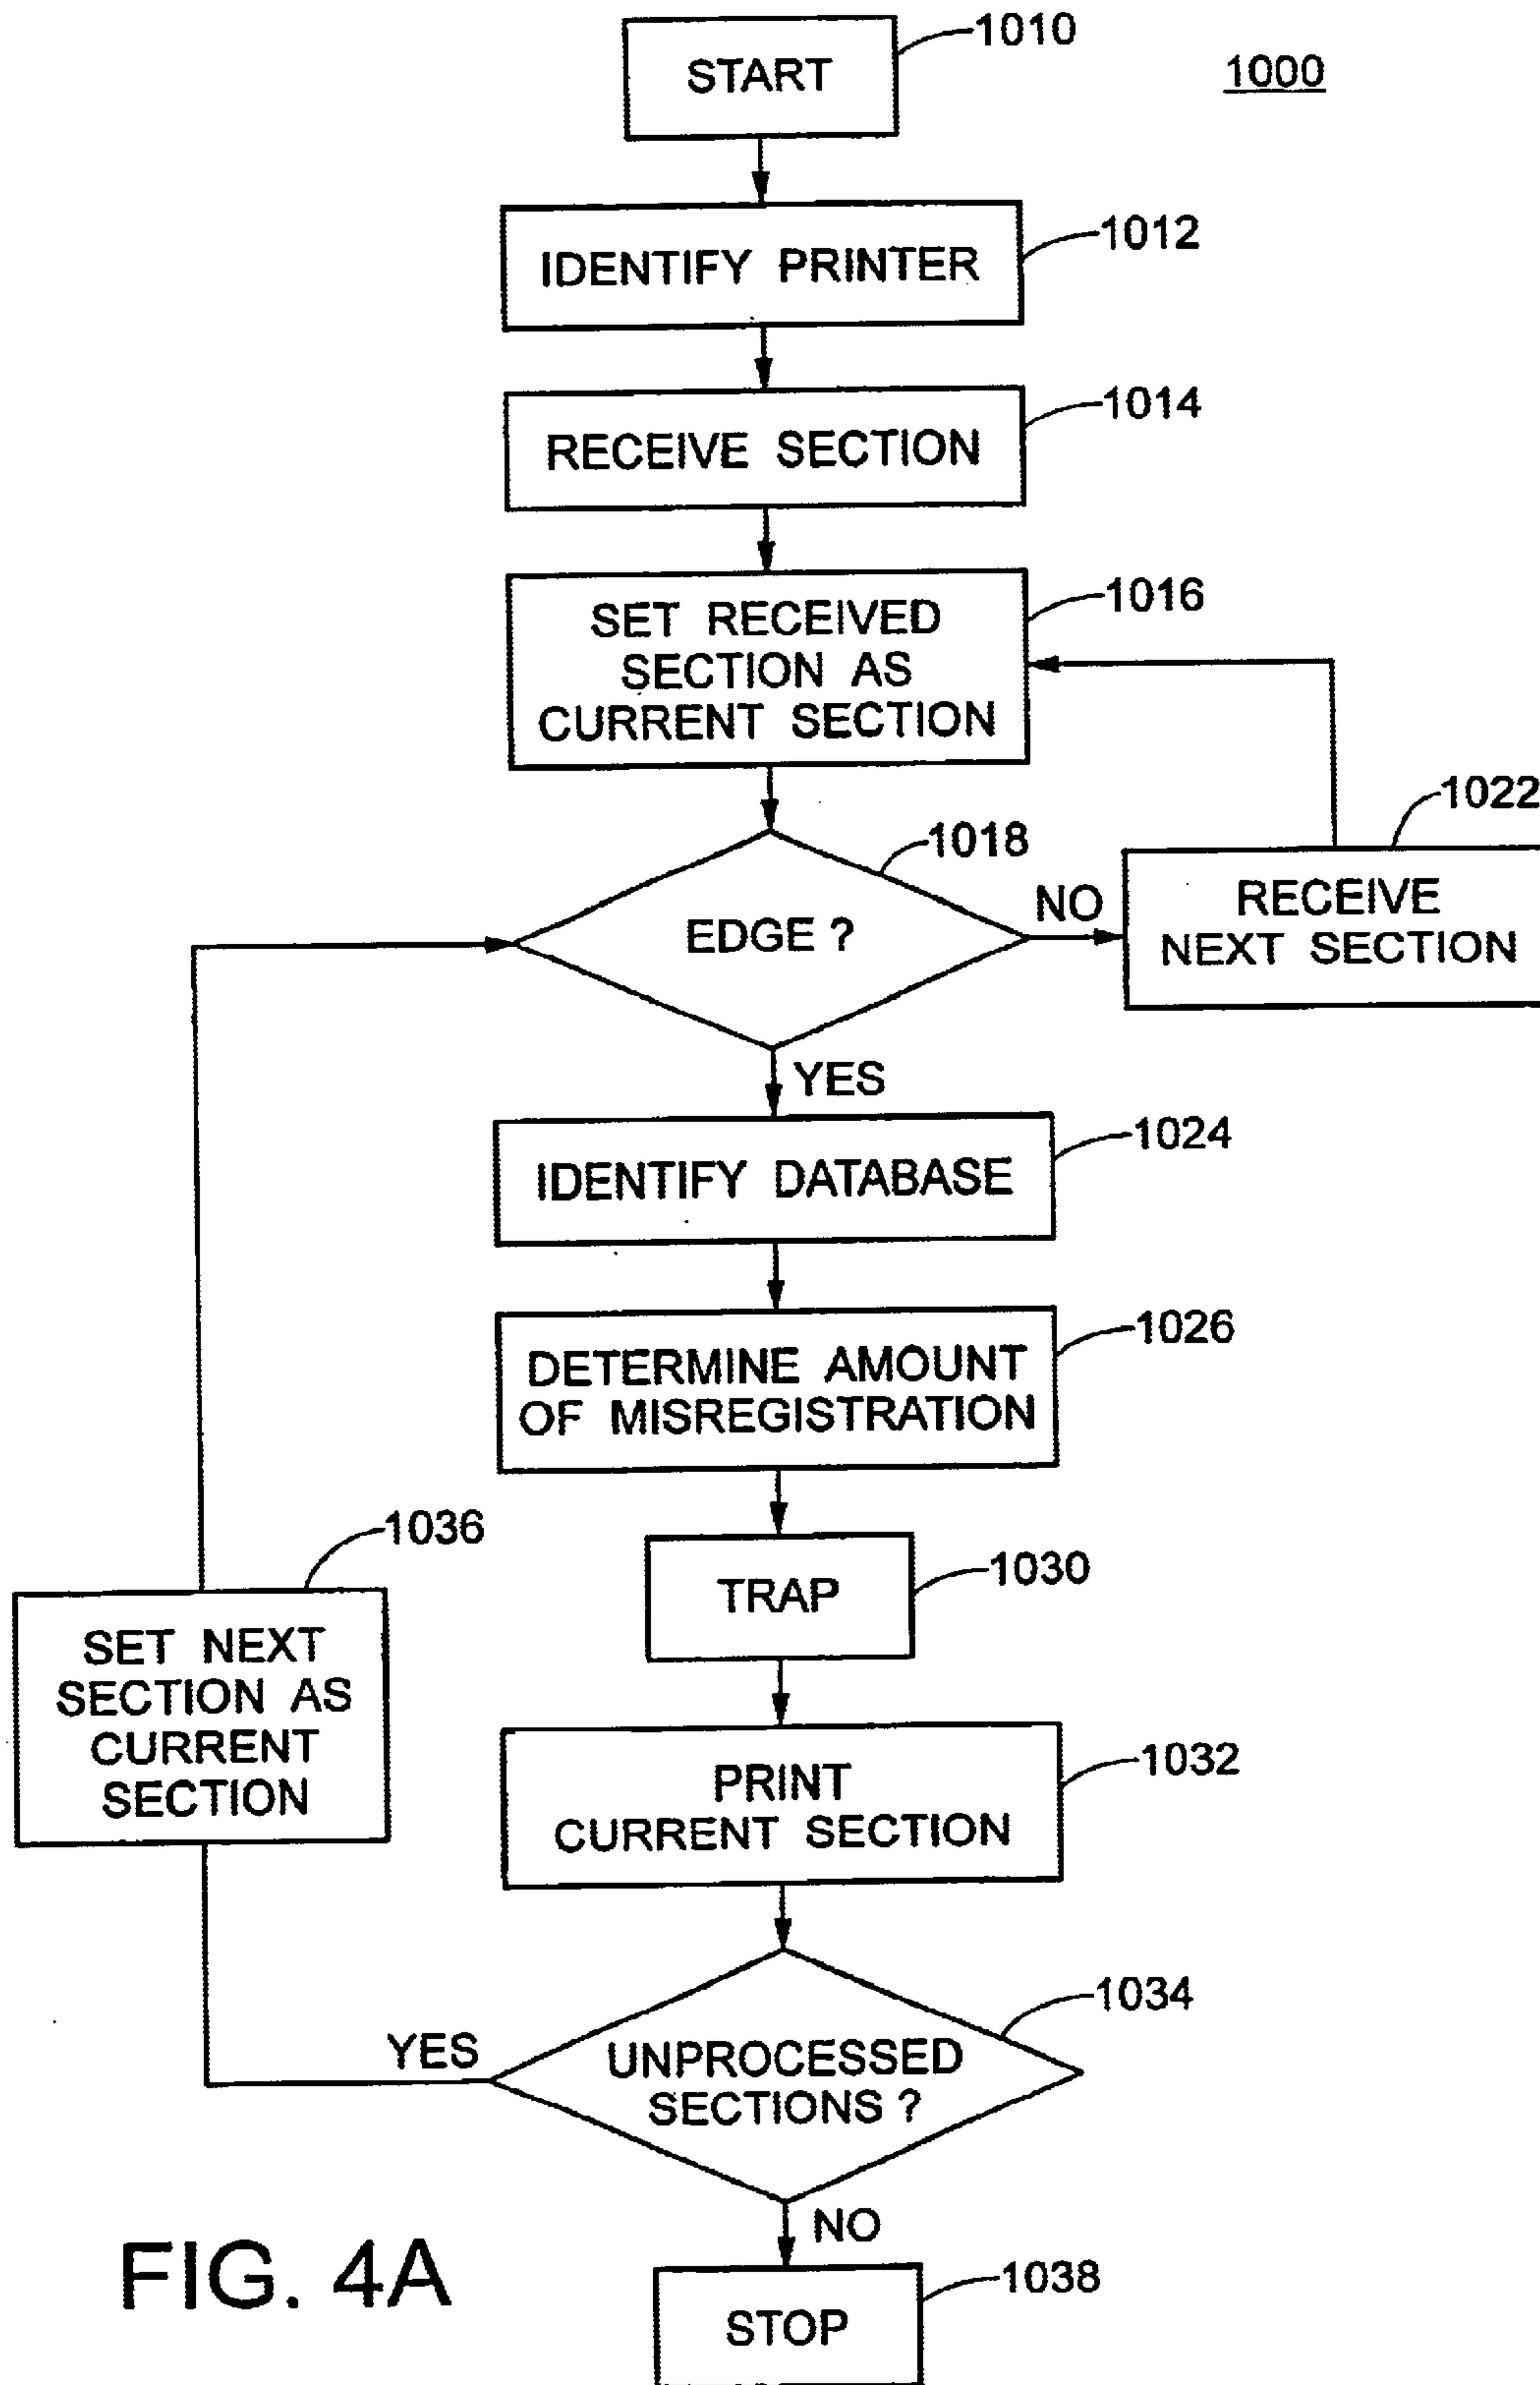 1010
START
1000
1012
IDENTIFY PRINTER
1014
RECEIVE SECTION
1016
SET RECEIVED
SECTION AS
CURRENT SECTION
1022
1018
EDGE ?
NO
RECEIVE
NEXT SECTION
YES
1024
IDENTIFY DATABASE
1026
DETERMINE AMOUNT
OF MISREGISTRATION
1036
1030
TRAP
SET NEXT
SECTION AS
CURRENT
SECTION
1032
PRINT
CURRENT SECTION
1034
YES
UNPROCESSED
SECTIONS ?
NO
1038
STOP
FIG. 4A